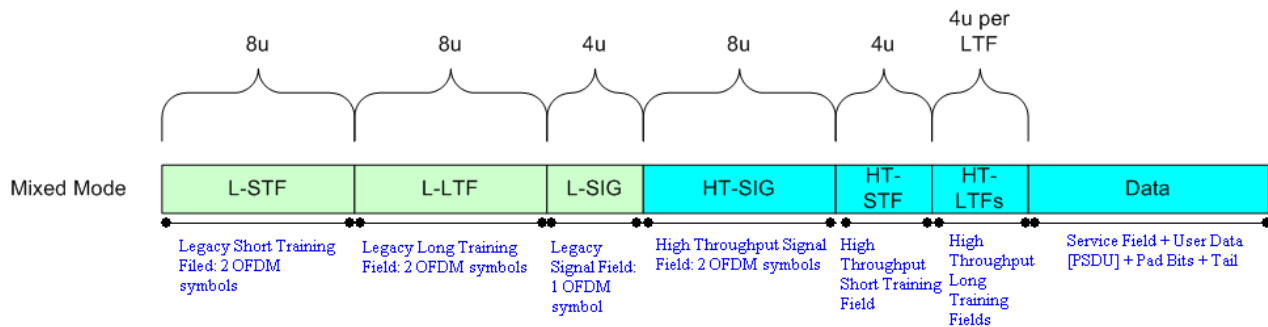 4u per
LTF
8u
8u
4u
8u
4u
Mixed Mode
L-STF
L-LTF
L-SIG
HT-SIG
HT-
STF
HT-
LTFs
Data
Legacy Short Training
Filed: 2 OFDM
symbols
Legacy Long Training
Field: 2 OFDM symbols
Legacy
Signal Field:
1 OFDM
symbol
High Throughput Signal
Field: 2 OFDM symbols
High
Throughput
Short Training
Field
High
Throughput
Long
Training
Fields
Service Field + User Data
[PSDU] + Pad Bits + Tail